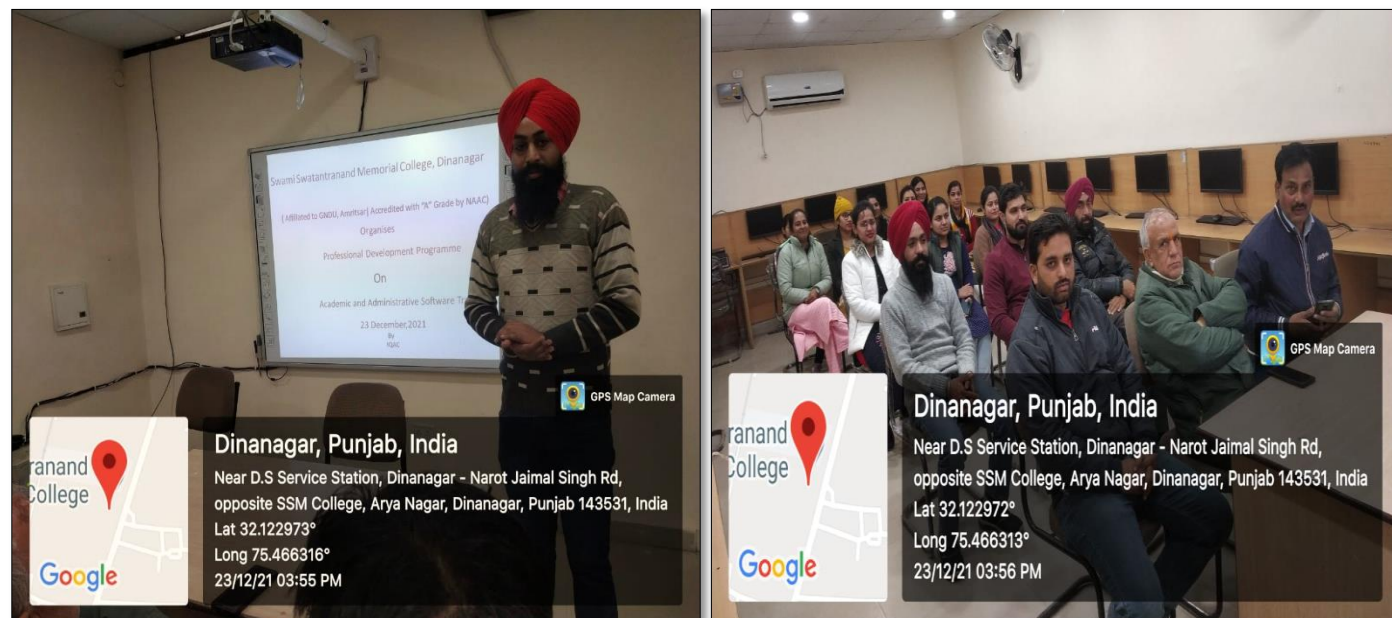 Swami Swatantranand Memorial College, Dinanagar
( Affiliated to GNDU, Amritsar) Accredited with "A" Grade by NAAC)
Organises
Professional Development Programme
On
Academic and Administrative Software
23 December,2021
By
IQAC
GPS Map Camera
ranand
College
Google
Dinanagar, Punjab, India
Near D.S Service Station, Dinanagar - Narot Jaimal Singh Rd,
opposite SSM College, Arya Nagar, Dinanagar, Punjab 143531, India
Lat 32.122973°
Long 75.466316°
23/12/21 03:55 PM
GPS Map Camera
ranand
College
Google
Dinanagar, Punjab, India
Near D.S Service Station, Dinanagar - Narot Jaimal Singh Rd,
opposite SSM College, Arya Nagar, Dinanagar, Punjab 143531, India
Lat 32.122972°
Long 75.466313°
23/12/21 03:56 PM